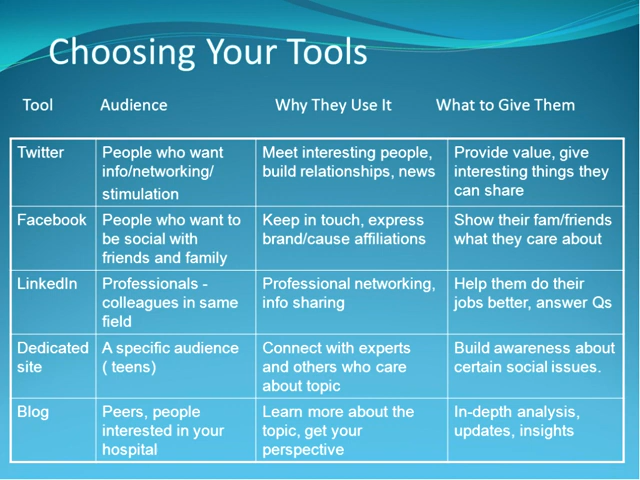 Choosing Your Tools
Tool Audience Why They Use It What to Give Them
Twitter
People who want
info/networking/
stimulation
Meet interesting people,
build relationships, news
Provide value, give
interesting things they
can share
Facebook
People who want to
be social with
friends and family
Keep in touch, express
brand/cause affiliations
Show their fam/friends
what they care about
LinkedIn
Professionals -
colleagues in same
field
Professional networking,
info sharing
Help them do their
jobs better, answer Qs
Dedicated
site
A specific audience
( teens)
Connect with experts
and others who care
about topic
Build awareness about
certain social issues.
Blog
Peers, people
interested in your
hospital
Learn more about the
topic, get your
perspective
In-depth analysis,
updates, insights